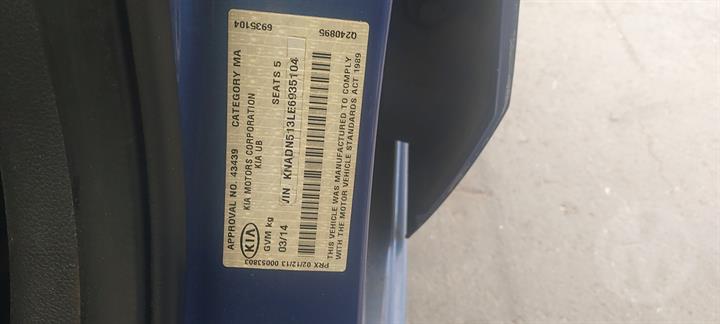 6935104 Q240895
APPROVAL NO. 43439 CATEGORY MA
KIA MOTORS CORPORATION
KIA UB SEATS 5
VIN KNADN513LE6935104
KIA
GVM kg
03/14
THIS VEHICLE WAS MANUFACTURED TO COMPLY
WITH THE MOTOR VEHICLE STANDARDS ACT 1989
PRX 02/12/13 00053803